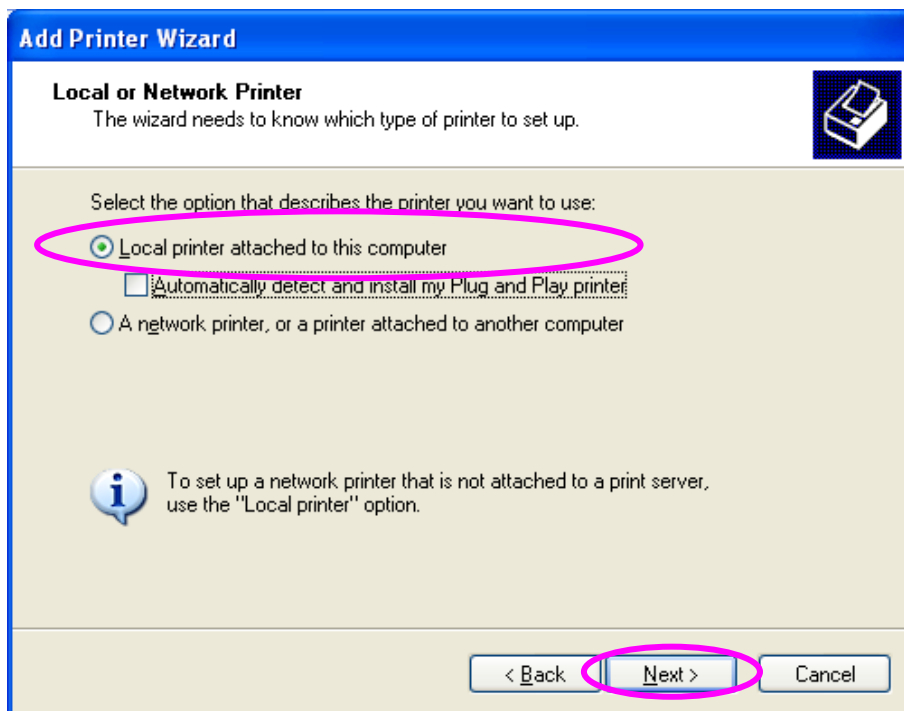 Add Printer Wizard
Local or Network Printer
The wizard needs to know which type of printer to set up.
Select the option that describes the printer you want to use:
Local printer attached to this computer
Automatically detect and install my Plug and Play printer
A network printer, or a printer attached to another computer
To set up a network printer that is not attached to a print server,
use the "Local printer" option.
< Back
Next >
Cancel